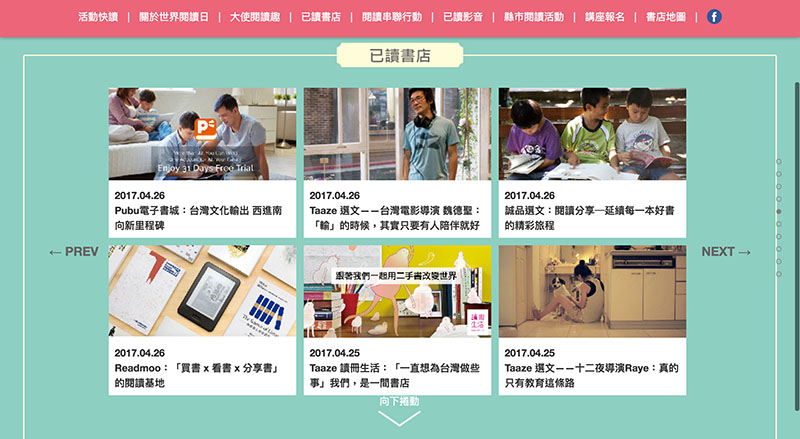 活動快讀 | 關於世界閱讀日 | 大使閱讀趣 | 已讀書店 | 閱讀串聯行動 | 已讀影音 | 縣市閱讀活動 | 講座報名 | 書店地圖 | f
已讀書店
Enjoy 31 Days Free Trial
2017.04.26
Pubu電子書城：台灣文化輸出 西進南
向新里程碑
2017.04.26
Taaze 選文——台灣電影導演 魏德聖：
「輸」的時候，其實只要有人陪伴就好
2017.04.26
誠品選文：閱讀分享—延續每一本好書
的精彩旅程
← PREV
NEXT →
跟著我們一起用二手書改變世界
讀冊
生活
2017.04.26
Readmoo：「買書 x 看書 x 分享書」
的閱讀基地
2017.04.25
Taaze 讀冊生活：「一直想為台灣做些
事」我們，是一間書店
2017.04.25
Taaze 選文——十二夜導演Raye：真的
只有教育這條路
向下捲動